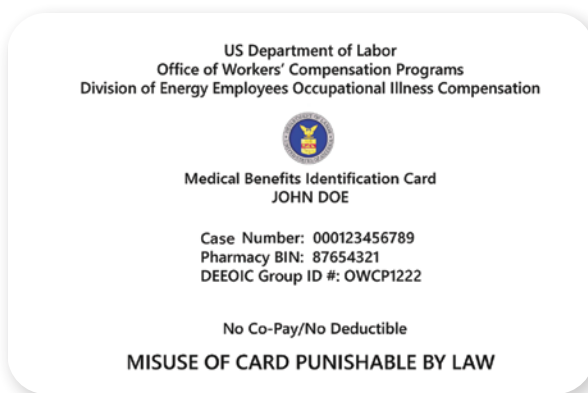 US Department of Labor
Office of Workers' Compensation Programs
Division of Energy Employees Occupational Illness Compensation
Medical Benefits Identification Card
JOHN DOE
Case Number: 000123456789
Pharmacy BIN: 87654321
DEEOIC Group ID #: OWCP1222
No Co-Pay/No Deductible
MISUSE OF CARD PUNISHABLE BY LAW